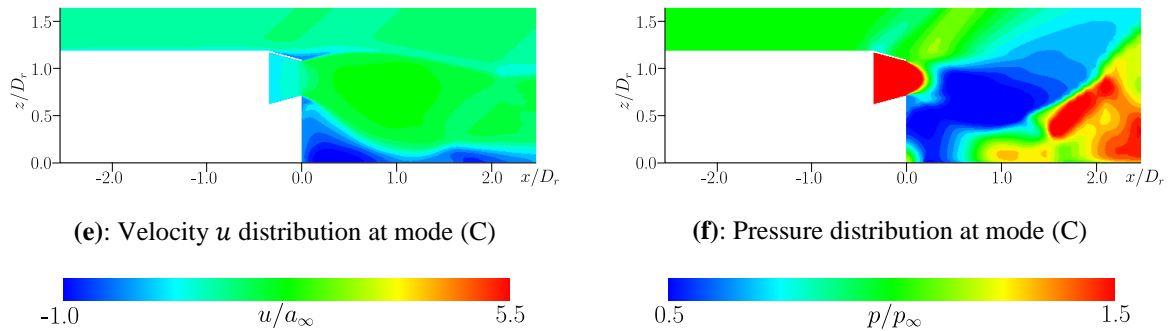 1.5
1.0
z/D_r
0.5
0.0
-2.0 -1.0 0.0 1.0 2.0 x/D_r
(e): Velocity u distribution at mode (C)
-1.0 u/a_∞ 5.5
1.5
1.0
z/D_r
0.5
0.0
-2.0 -1.0 0.0 1.0 2.0 x/D_r
(f): Pressure distribution at mode (C)
0.5 p/p_∞ 1.5